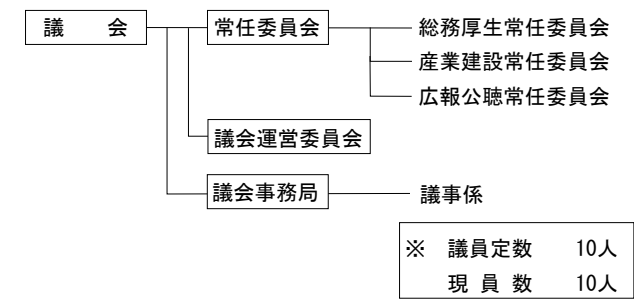 議　会　常任委員会　総務厚生常任委員会
産業建設常任委員会
広報公聴常任委員会
議会運営委員会
議会事務局　議事係
※　議員定数　10人
現 員 数　10人